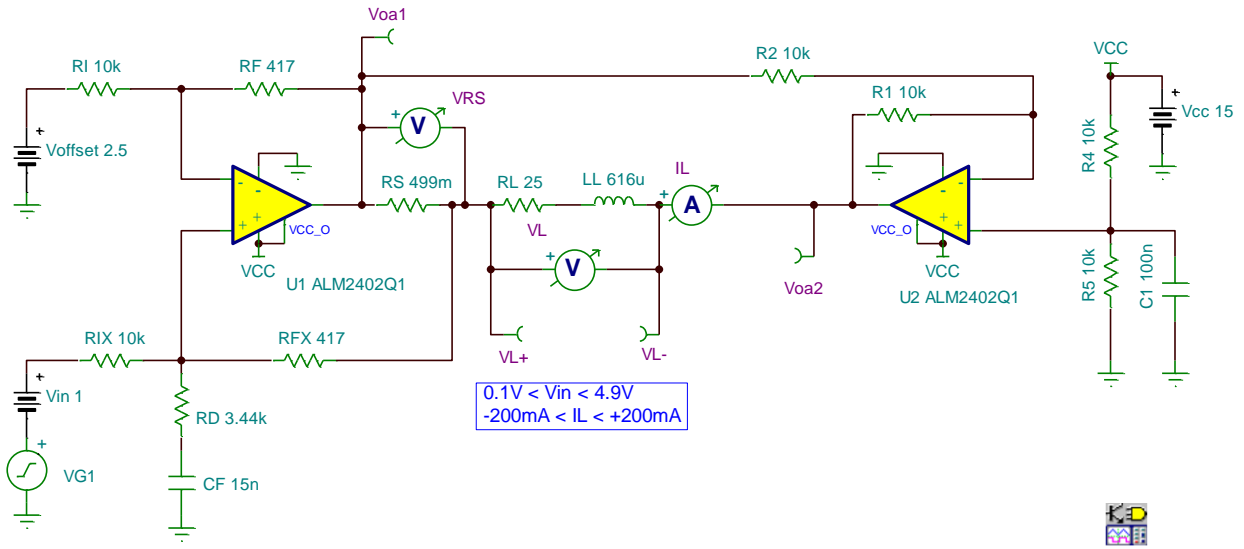 Voa1
RI 10k
RF 417
R2 10k
VCC
VRS
R1 10k
+
Vcc 15
+
V
+
Voffset 2.5
R4 10k
IL
RS 499m
RL 25
LL 616u
+
A
-
-
+
+
VCC_O
VCC
U1 ALM2402Q1
VL
+
V
Voa2
-
-
+
+
VCC_O
VCC
U2 ALM2402Q1
R5 10k
C1 100n
RIX 10k
RFX 417
VL+
VL-
+
Vin 1
RD 3.44k
0.1V < Vin < 4.9V
-200mA < IL < +200mA
+
VG1
CF 15n